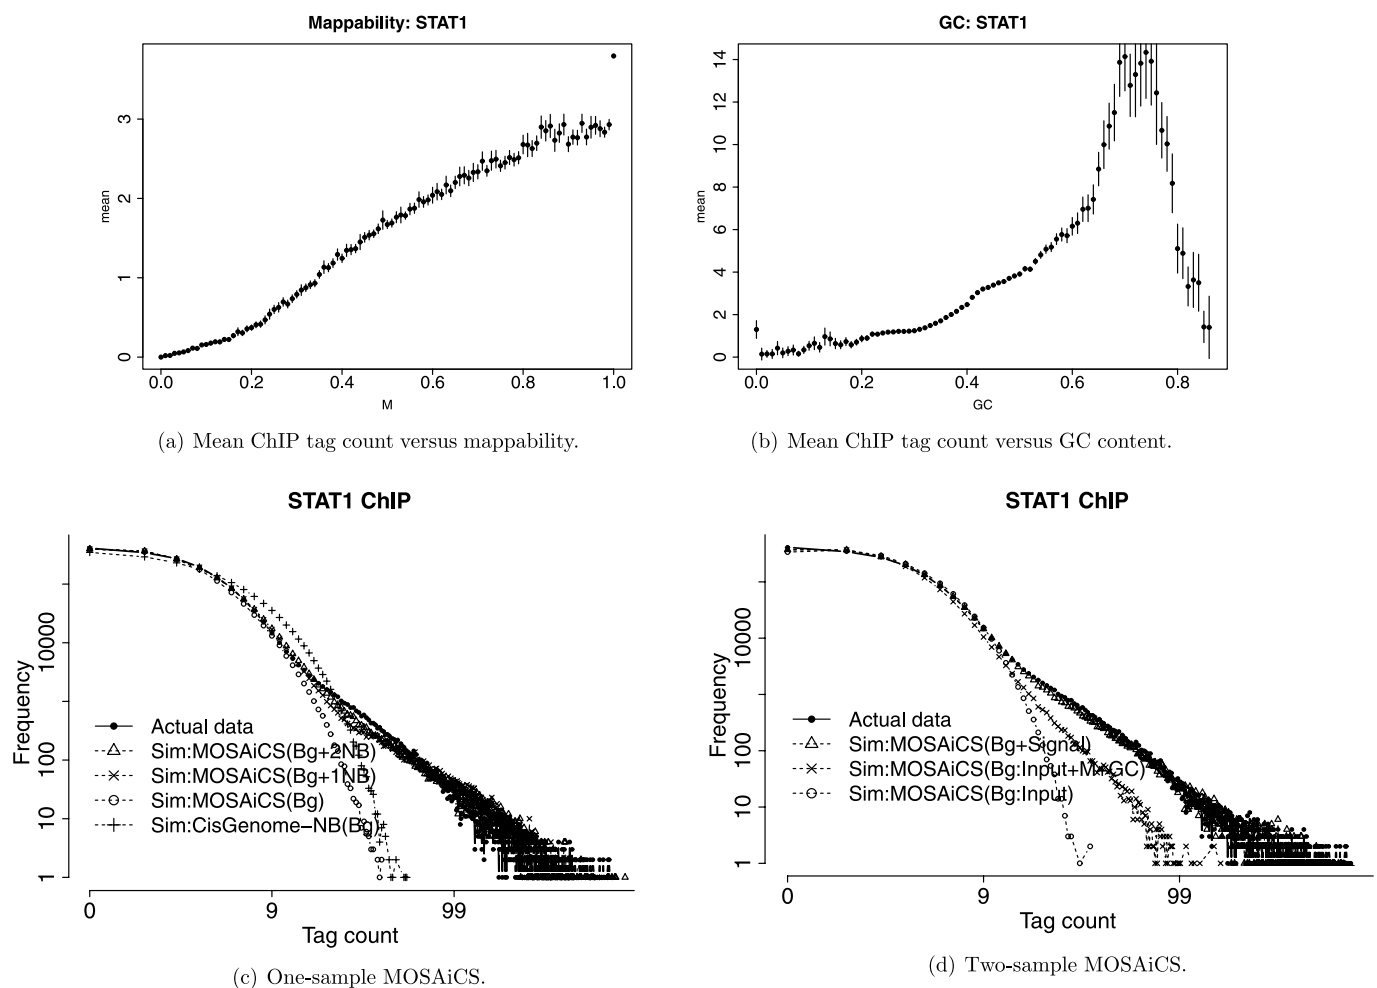 Mappability: STAT1
mean
0
1
2
3
0.0 0.2 0.4 0.6 0.8 1.0
M
(a) Mean ChIP tag count versus mappability.
GC: STAT1
mean
0 2 4 6 8 10 12 14
0.0 0.2 0.4 0.6 0.8
GC
(b) Mean ChIP tag count versus GC content.
STAT1 ChIP
Frequency
1 10 100 10000
Actual data
Sim:MOSAiCS(Bg+2NB)
Sim:MOSAiCS(Bg+1NB)
Sim:MOSAiCS(Bg)
Sim:CisGenome−NB(Bg)
0 9 99
Tag count
(c) One-sample MOSAiCS.
STAT1 ChIP
Frequency
1 10 100 10000
Actual data
Sim:MOSAiCS(Bg+Signal)
Sim:MOSAiCS(Bg:Input+M+GC)
Sim:MOSAiCS(Bg:Input)
0 9 99
Tag count
(d) Two-sample MOSAiCS.